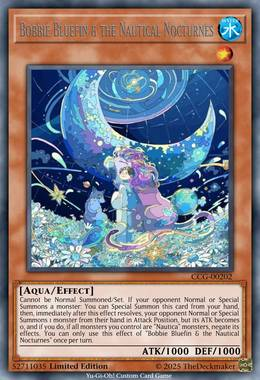 Bobbie Bluefin & the Nautical Nocturnes
WATER
水
CCG-00202
[Aqua/Effect]
Cannot be Normal Summoned/Set. If your opponent Normal or Special
Summons a monster: You can Special Summon this card from your hand,
then, immediately after this effect resolves, your opponent Normal or Special
Summons 1 monster from their hand in Attack Position, but its ATK becomes
0, and if you do, if all monsters you control are "Nautica" monsters, negate its
effects. You can only use this effect of "Bobbie Bluefin & the Nautical
Nocturnes" once per turn.
ATK/1000 DEF/1000
52711035 Limited Edition © 2025 TheDeckmaker
Yu-Gi-Oh! Custom Card Game